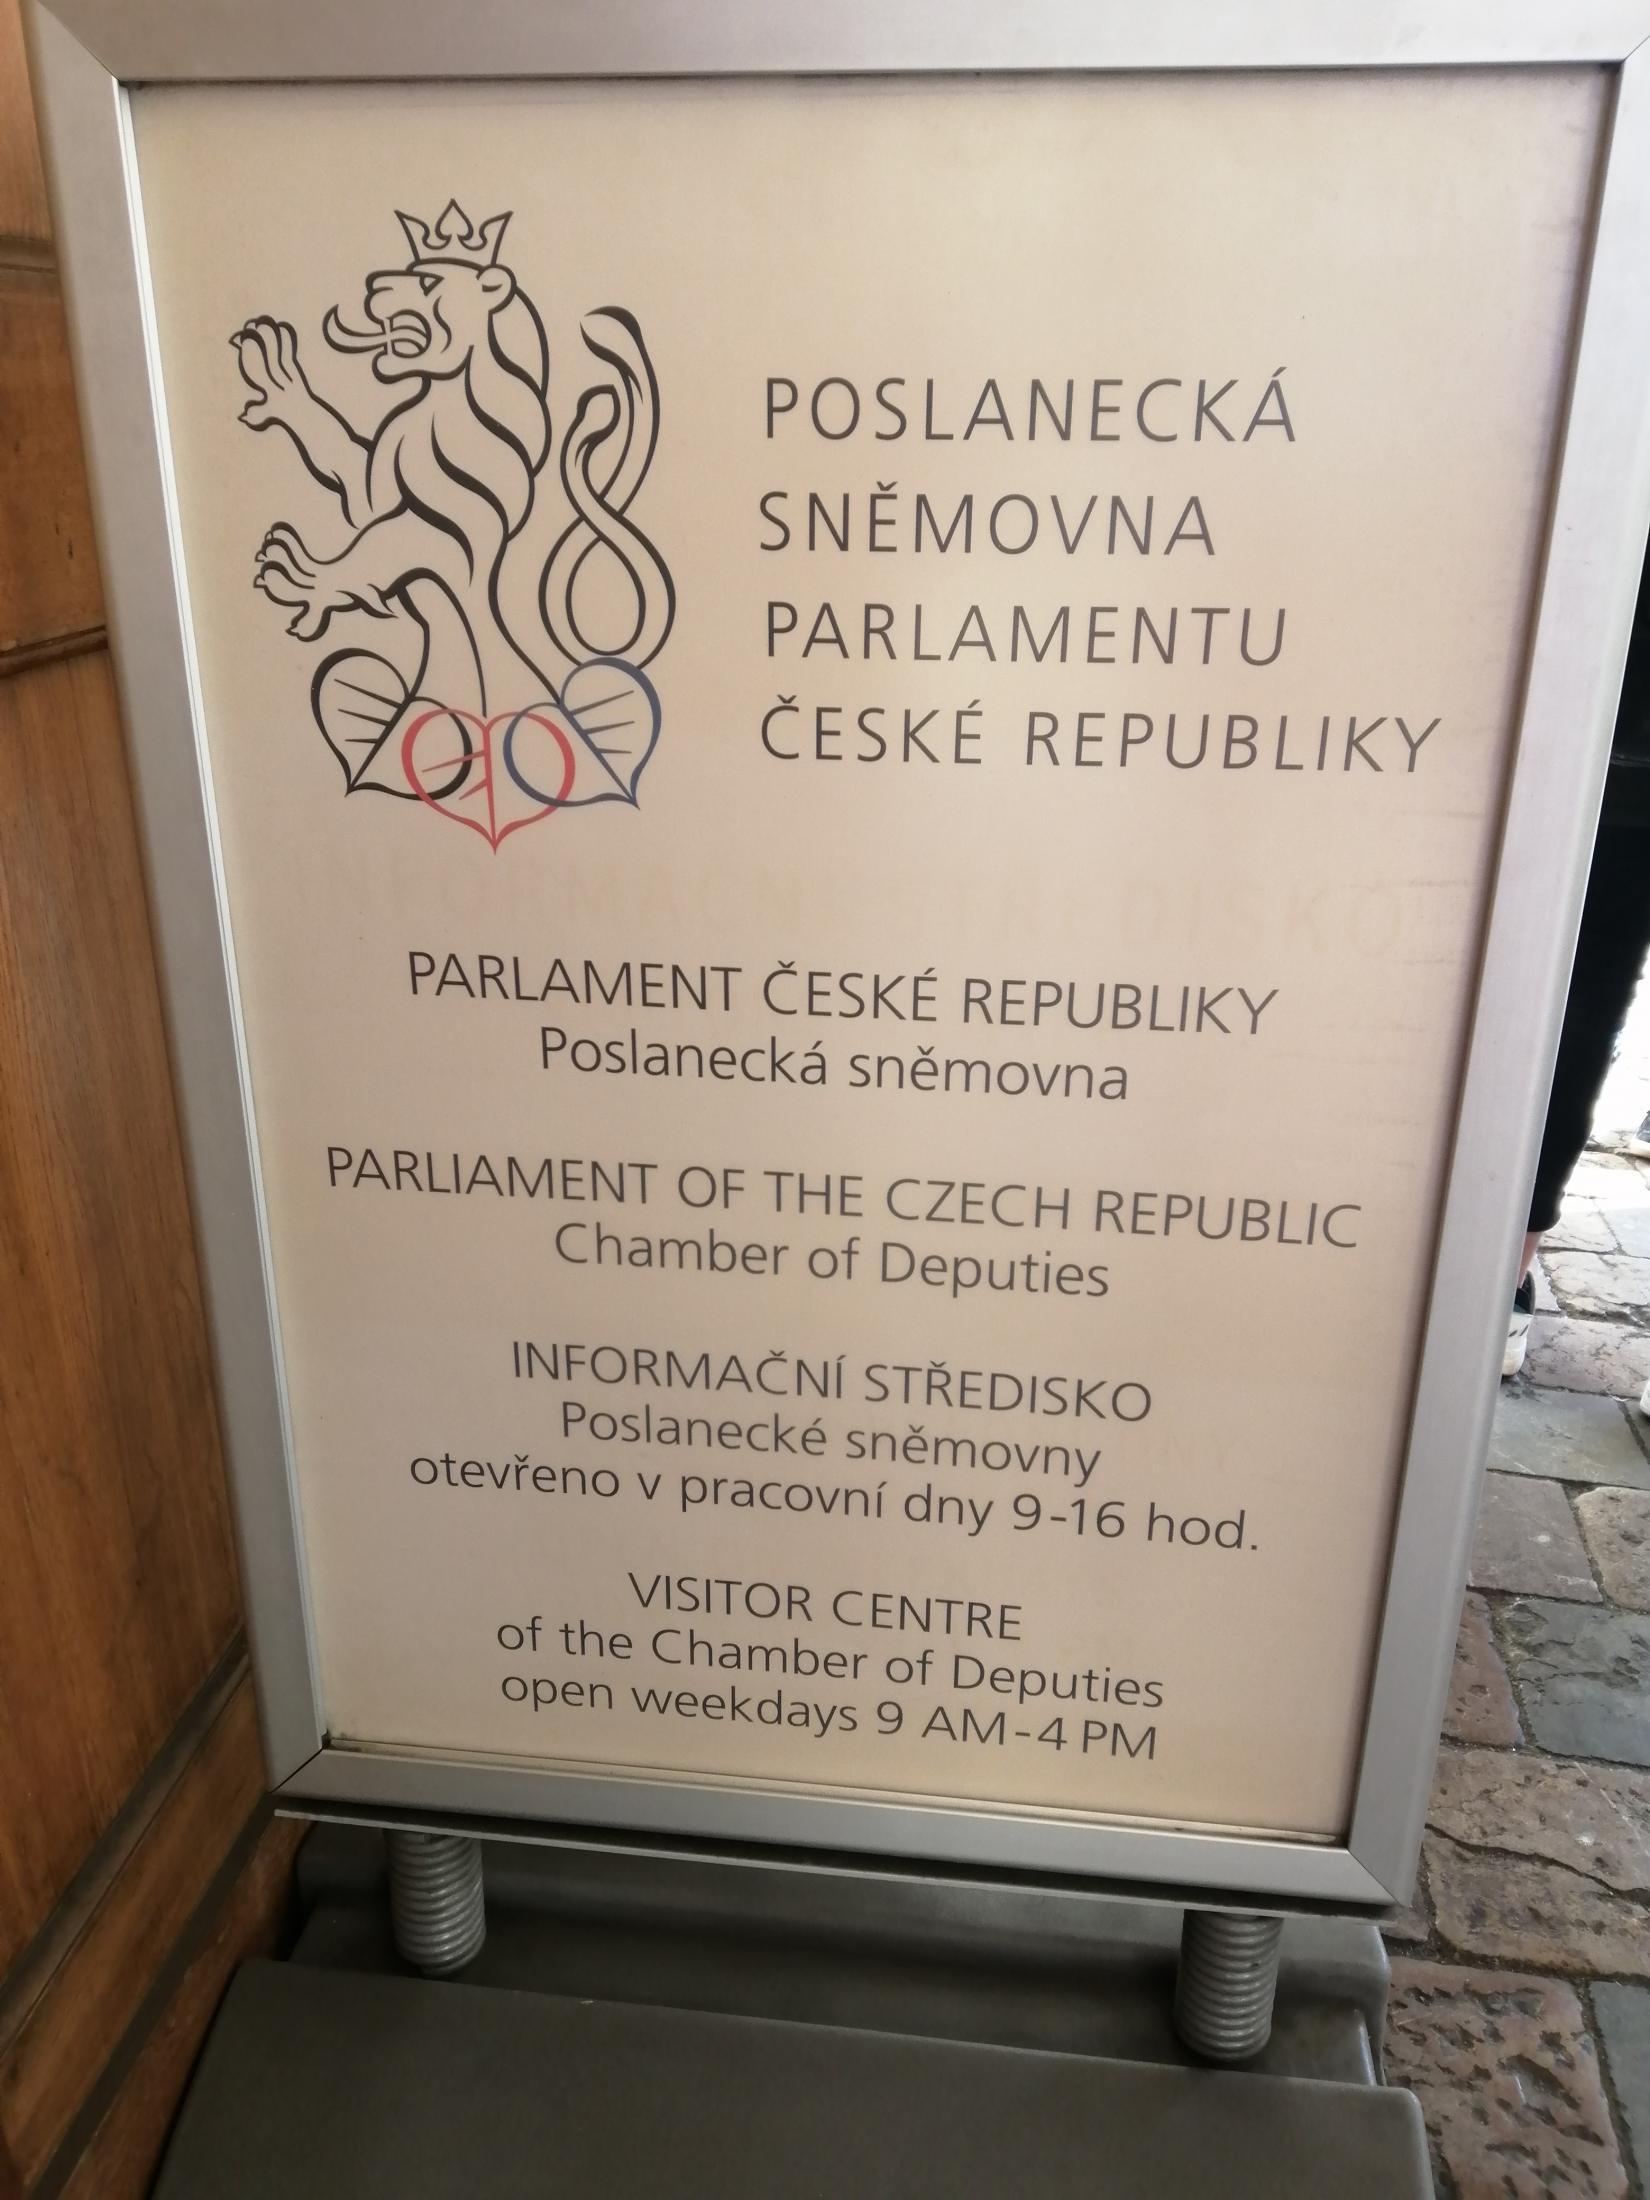 POSLANECKÁ
SNĚMOVNA
PARLAMENTU
ČESKÉ REPUBLIKY
INFORMAČNÍ STŘEDISKO
PARLAMENT ČESKÉ REPUBLIKY
Poslanecká sněmovna
PARLIAMENT OF THE CZECH REPUBLIC
Chamber of Deputies
INFORMAČNÍ STŘEDISKO
Poslanecké sněmovny
otevřeno v pracovní dny 9-16 hod.
VISITOR CENTRE
of the Chamber of Deputies
open weekdays 9 AM-4 PM